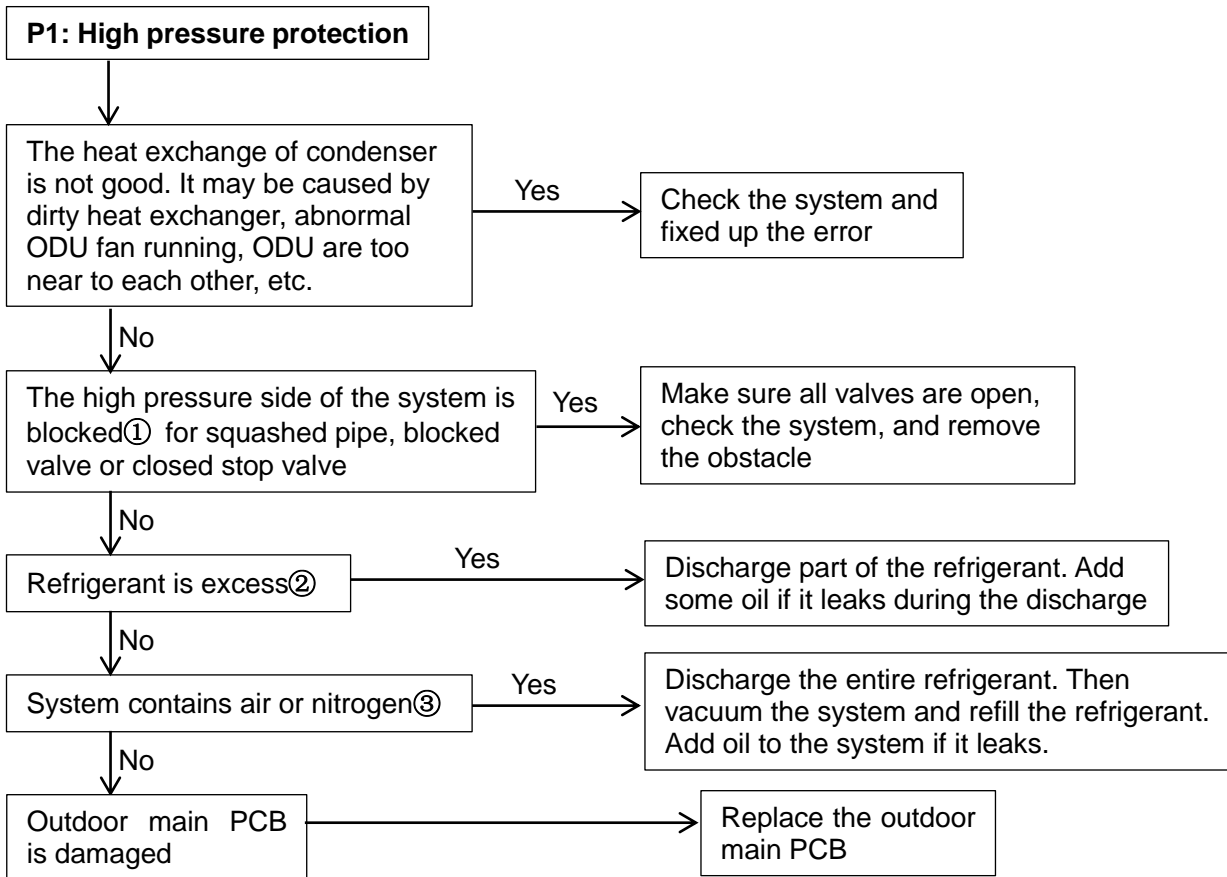 P1: High pressure protection
The heat exchange of condenser
is not good. It may be caused by
dirty heat exchanger, abnormal
ODU fan running, ODU are too
near to each other, etc.
Yes
Check the system and
fixed up the error
No
The high pressure side of the system is
blocked① for squashed pipe, blocked
valve or closed stop valve
Yes
Make sure all valves are open,
check the system, and remove
the obstacle
No
Refrigerant is excess②
Yes
Discharge part of the refrigerant. Add
some oil if it leaks during the discharge
No
System contains air or nitrogen③
Yes
Discharge the entire refrigerant. Then
vacuum the system and refill the refrigerant.
Add oil to the system if it leaks.
No
Outdoor main PCB
is damaged
Replace the outdoor
main PCB